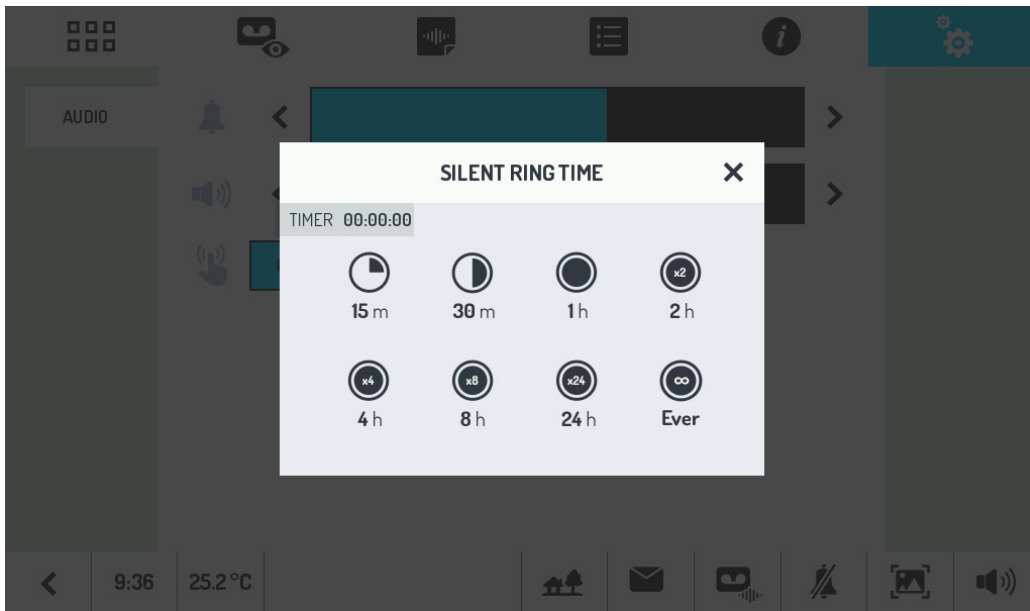 AUDIO
SILENT RING TIME
TIMER 00:00:00
15 m
30 m
1 h
x2
2 h
x4
4 h
x8
8 h
x24
24 h
∞
Ever
9:36
25.2 °C